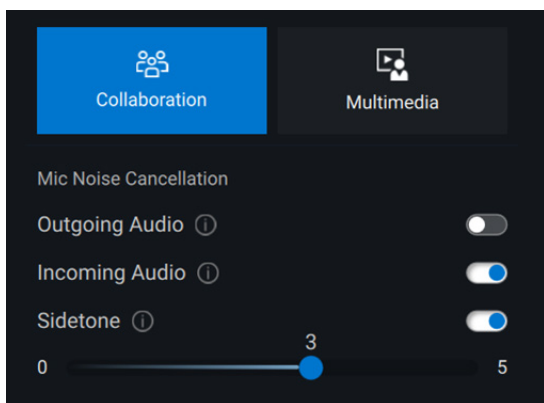 Collaboration
Multimedia
Mic Noise Cancellation
Outgoing Audio
Incoming Audio
Sidetone
3
0 5